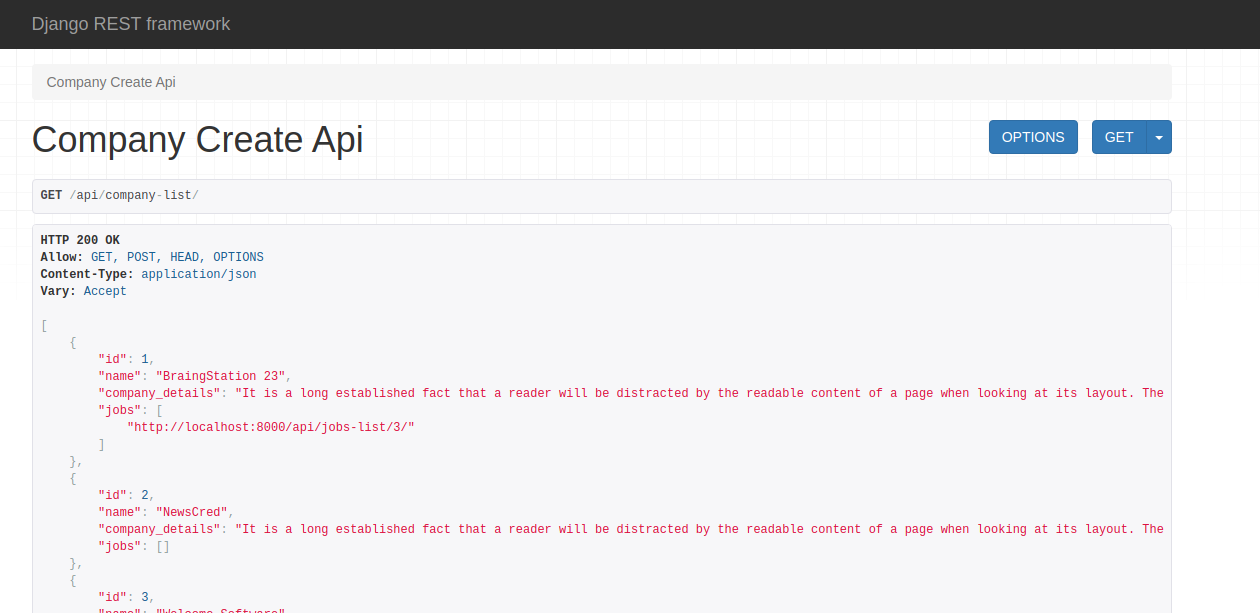 Django REST framework
Company Create Api
Company Create Api
OPTIONS
GET
GET /api/company-list/
HTTP 200 OK
Allow: GET, POST, HEAD, OPTIONS
Content-Type: application/json
Vary: Accept
[
    {
        "id": 1,
        "name": "BraingStation 23",
        "company_details": "It is a long established fact that a reader will be distracted by the readable content of a page when looking at its layout. The
        "jobs": [
            "http://localhost:8000/api/jobs-list/3/"
        ]
    },
    {
        "id": 2,
        "name": "NewsCred",
        "company_details": "It is a long established fact that a reader will be distracted by the readable content of a page when looking at its layout. The
        "jobs": []
    },
    {
        "id": 3,
        "name": "Welcome Software"